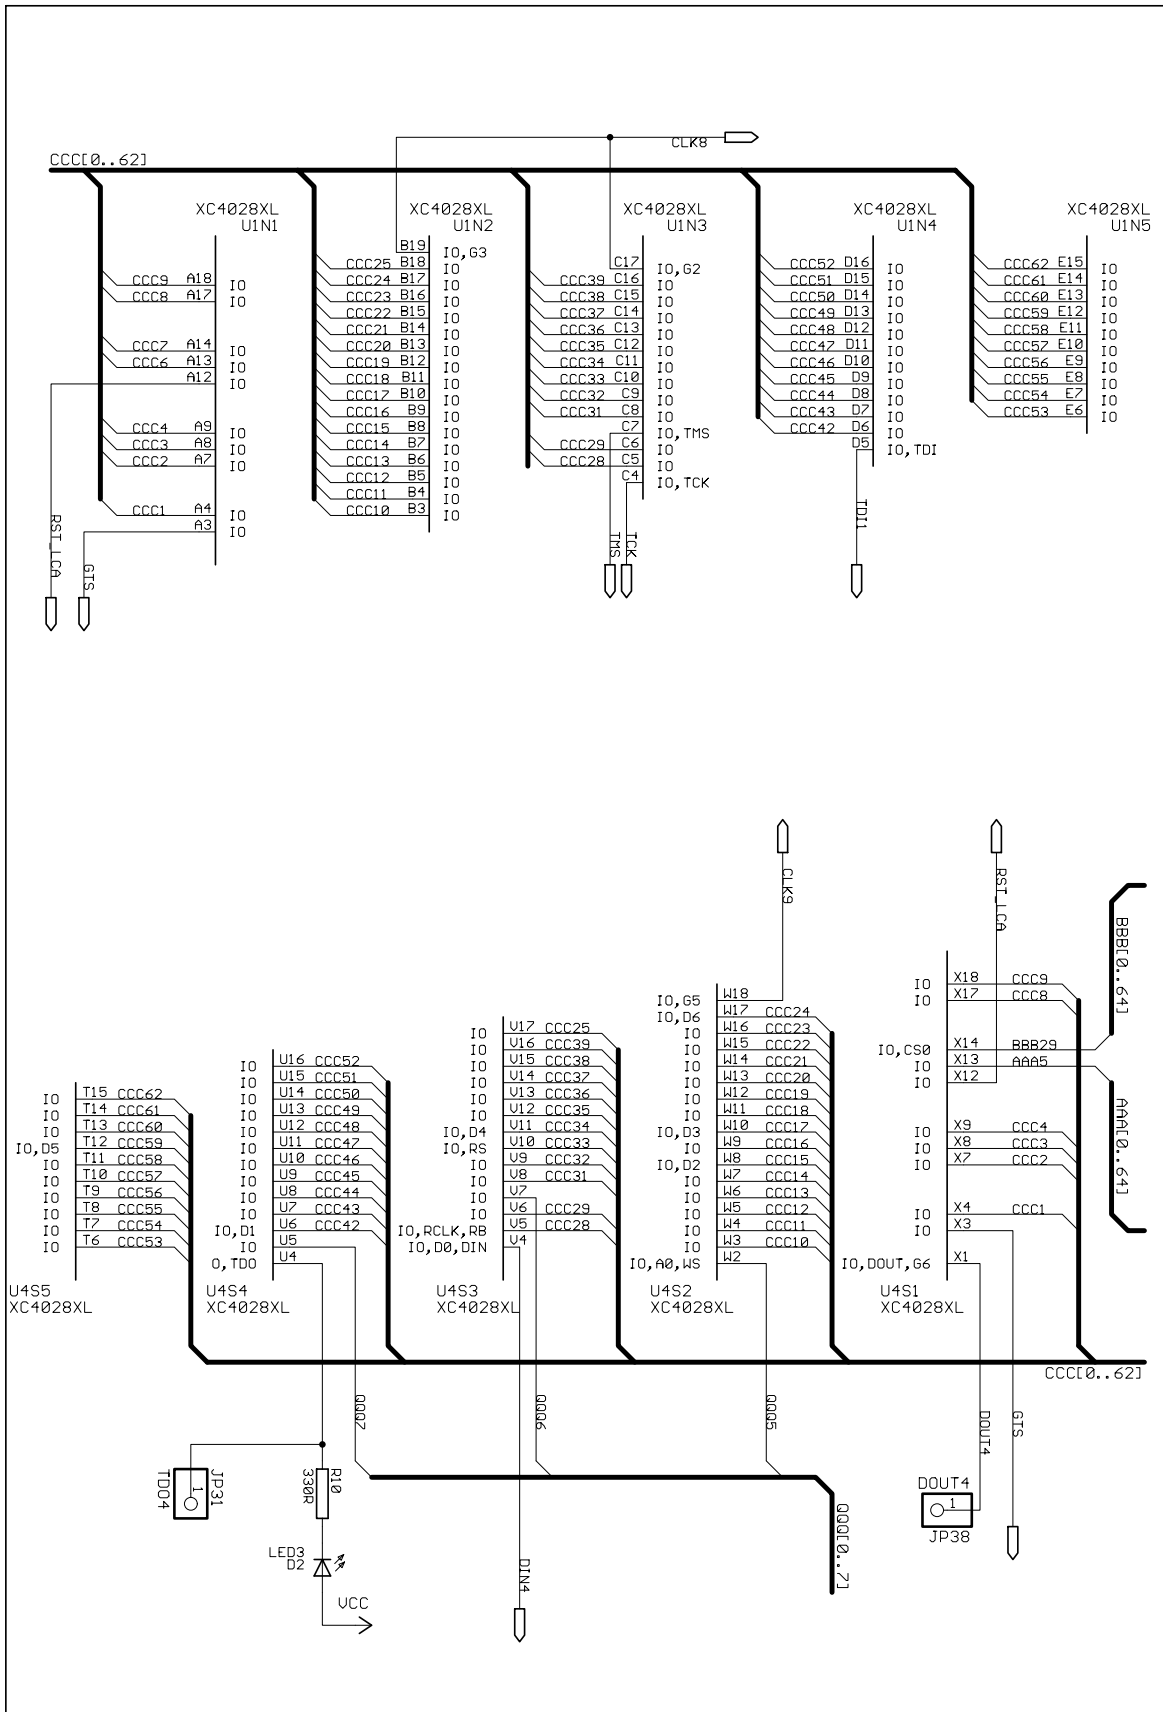 CLK8
CCC[0..62]
XC4028XL
U1N1
CCC9 A18 IO
CCC8 A17 IO
CCC7 A14 IO
CCC6 A13 IO
A12 IO
CCC4 A9 IO
CCC3 A8 IO
CCC2 A7 IO
CCC1 A4 IO
A3 IO
RST_LCA
GTS
XC4028XL
U1N2
B19 IO,G3
CCC25 B18 IO
CCC24 B17 IO
CCC23 B16 IO
CCC22 B15 IO
CCC21 B14 IO
CCC20 B13 IO
CCC19 B12 IO
CCC18 B11 IO
CCC17 B10 IO
CCC16 B9 IO
CCC15 B8 IO
CCC14 B7 IO
CCC13 B6 IO
CCC12 B5 IO
CCC11 B4 IO
CCC10 B3 IO
XC4028XL
U1N3
C17 IO,G2
CCC39 C16 IO
CCC38 C15 IO
CCC37 C14 IO
CCC36 C13 IO
CCC35 C12 IO
CCC34 C11 IO
CCC33 C10 IO
CCC32 C9 IO
CCC31 C8 IO
C7 IO,TMS
CCC29 C6 IO
CCC28 C5 IO
C4 IO,TCK
TMS
TCK
XC4028XL
U1N4
CCC52 D16 IO
CCC51 D15 IO
CCC50 D14 IO
CCC49 D13 IO
CCC48 D12 IO
CCC47 D11 IO
CCC46 D10 IO
CCC45 D9 IO
CCC44 D8 IO
CCC43 D7 IO
CCC42 D6 IO
D5 IO,TDI
TDI1
XC4028XL
U1N5
CCC62 E15 IO
CCC61 E14 IO
CCC60 E13 IO
CCC59 E12 IO
CCC58 E11 IO
CCC57 E10 IO
CCC56 E9 IO
CCC55 E8 IO
CCC54 E7 IO
CCC53 E6 IO
IO T15 CCC62
IO T14 CCC61
IO T13 CCC60
IO,D5 T12 CCC59
IO T11 CCC58
IO T10 CCC57
IO T9 CCC56
IO T8 CCC55
IO T7 CCC54
IO T6 CCC53
U4S5
XC4028XL
IO U16 CCC52
IO U15 CCC51
IO U14 CCC50
IO U13 CCC49
IO U12 CCC48
IO U11 CCC47
IO U10 CCC46
IO U9 CCC45
IO U8 CCC44
IO U7 CCC43
IO,D1 U6 CCC42
IO U5
O,TDO U4
U4S4
XC4028XL
IO V17 CCC25
IO V16 CCC39
IO V15 CCC38
IO V14 CCC37
IO V13 CCC36
IO V12 CCC35
IO,D4 V11 CCC34
IO,RS V10 CCC33
IO V9 CCC32
IO V8 CCC31
IO V7
IO V6 CCC29
IO,RCLK,RB V5 CCC28
IO,D0,DIN V4
U4S3
XC4028XL
CLK9
IO,G5 W18
IO,D6 W17 CCC24
IO W16 CCC23
IO W15 CCC22
IO W14 CCC21
IO W13 CCC20
IO W12 CCC19
IO W11 CCC18
IO,D3 W10 CCC17
IO W9 CCC16
IO,D2 W8 CCC15
IO W7 CCC14
IO W6 CCC13
IO W5 CCC12
IO W4 CCC11
IO W3 CCC10
IO,A0,WS W2
U4S2
XC4028XL
RST_LCA
BBB[0..64]
IO X18 CCC9
IO X17 CCC8
IO,CS0 X14 BBB29
IO X13 AAA5
IO X12
AAA[0..64]
IO X9 CCC4
IO X8 CCC3
IO X7 CCC2
IO X4 CCC1
IO X3
IO,DOUT,G6 X1
U4S1
XC4028XL
CCC[0..62]
QQQ7
QQQ6
QQQ5
DOUT4
GTS
JP31
1
TDO4
R10
330R
LED3
D2
VCC
DIN4
QQQ[0..7]
DOUT4
1
JP38